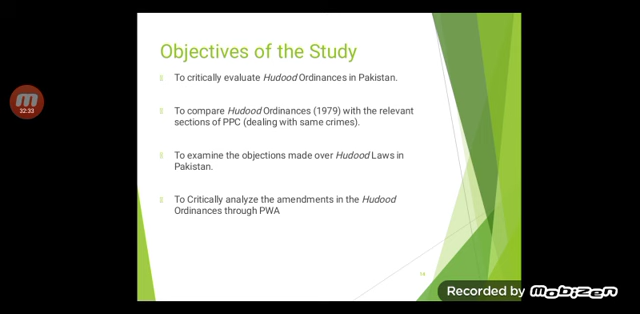 Objectives of the Study
To critically evaluate Hudood Ordinances in Pakistan.
To compare Hudood Ordinances (1979) with the relevant
sections of PPC (dealing with same crimes).
To examine the objections made over Hudood Laws in
Pakistan.
To Critically analyze the amendments in the Hudood
Ordinances through PWA
32:33
14
Recorded by mobizen